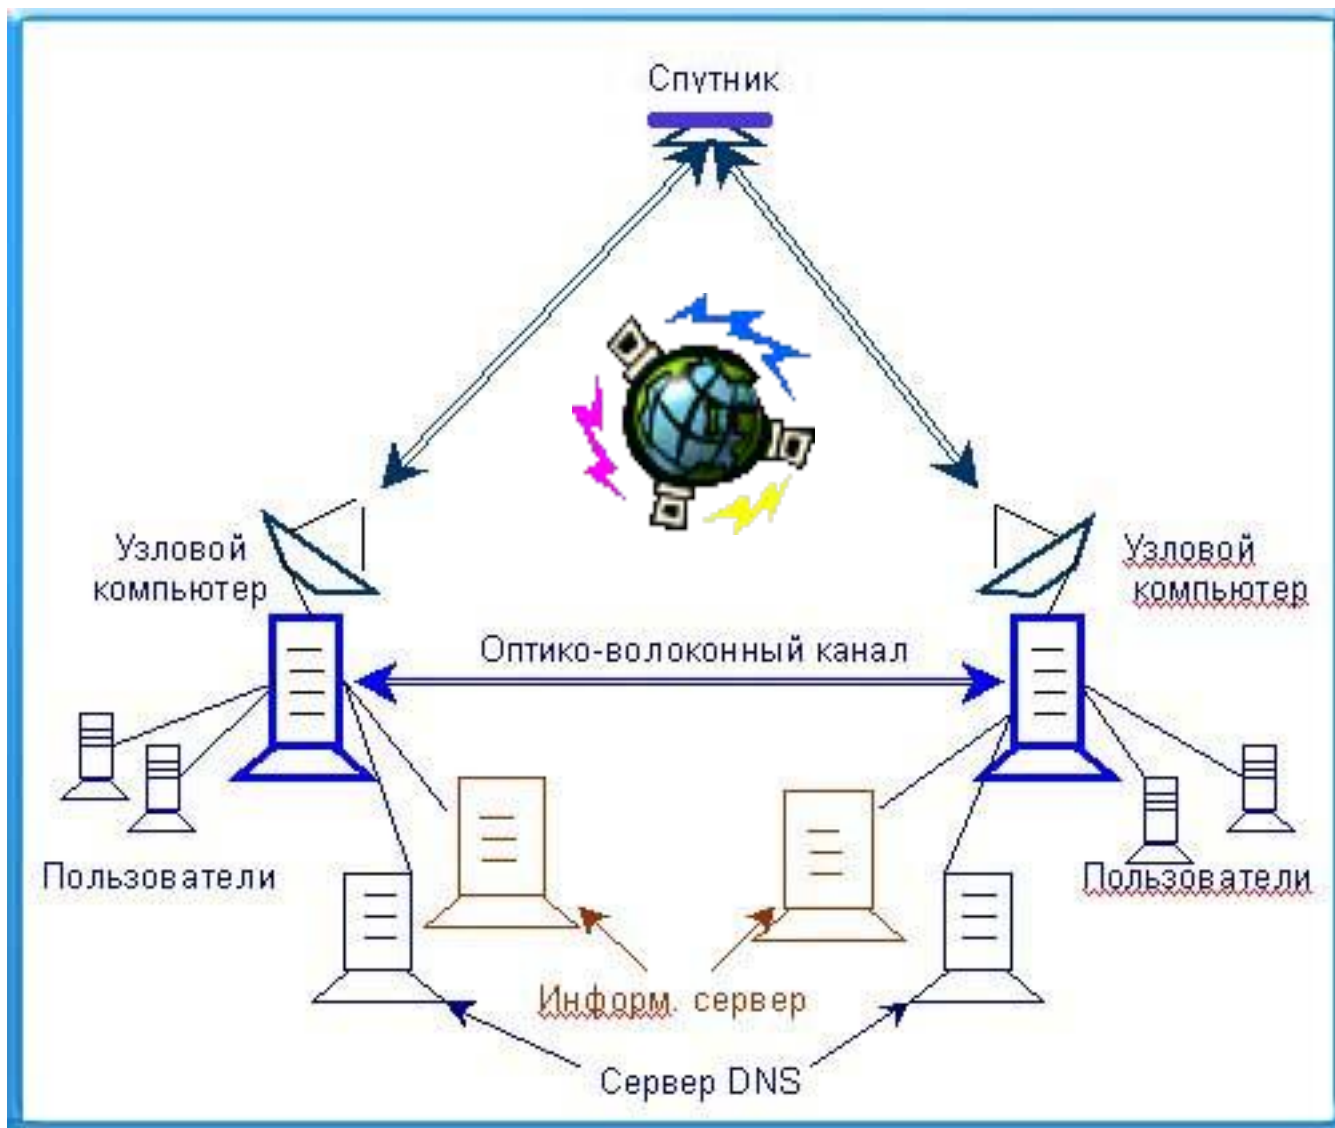 Спутник
Узловой
компьютер
Узловой
компьютер
Оптико-волоконный канал
Пользователи
Пользователи
Информ. сервер
Сервер DNS